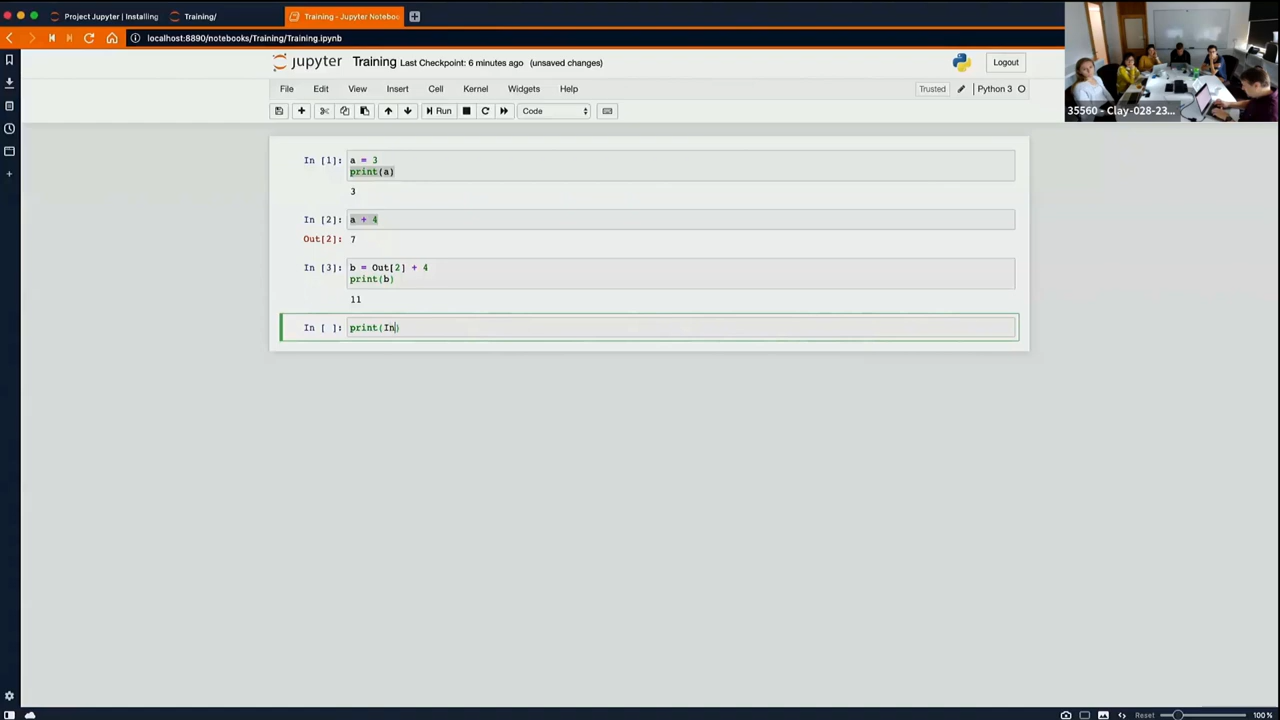 Project Jupyter | Installing
Training/
Training - Jupyter Noteboo
localhost:8890/notebooks/Training/Training.ipynb
jupyter Training Last Checkpoint: 6 minutes ago (unsaved changes)
Logout
File Edit View Insert Cell Kernel Widgets Help
Trusted Python 3
Run Code
In [1]: a = 3
print(a)
3
In [2]: a + 4
Out[2]: 7
In [3]: b = Out[2] + 4
print(b)
11
In [ ]: print(In)
35560 - Clay-028-23...
Reset 100 %